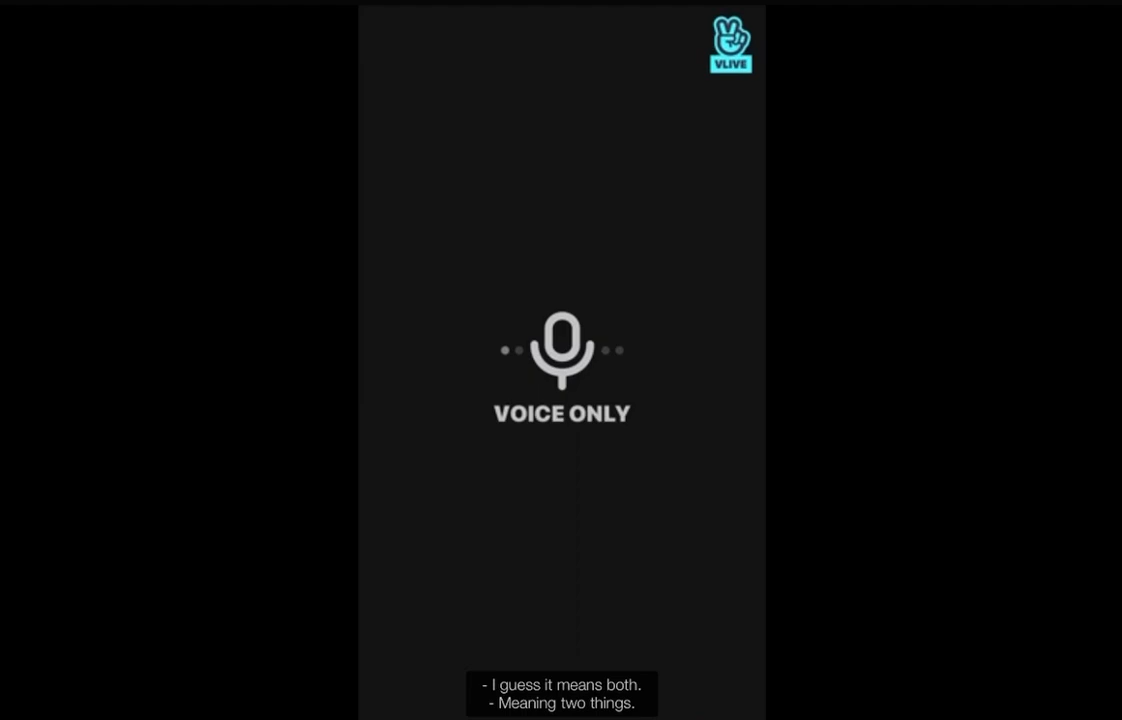 VLIVE
VOICE ONLY
- I guess it means both.
- Meaning two things.